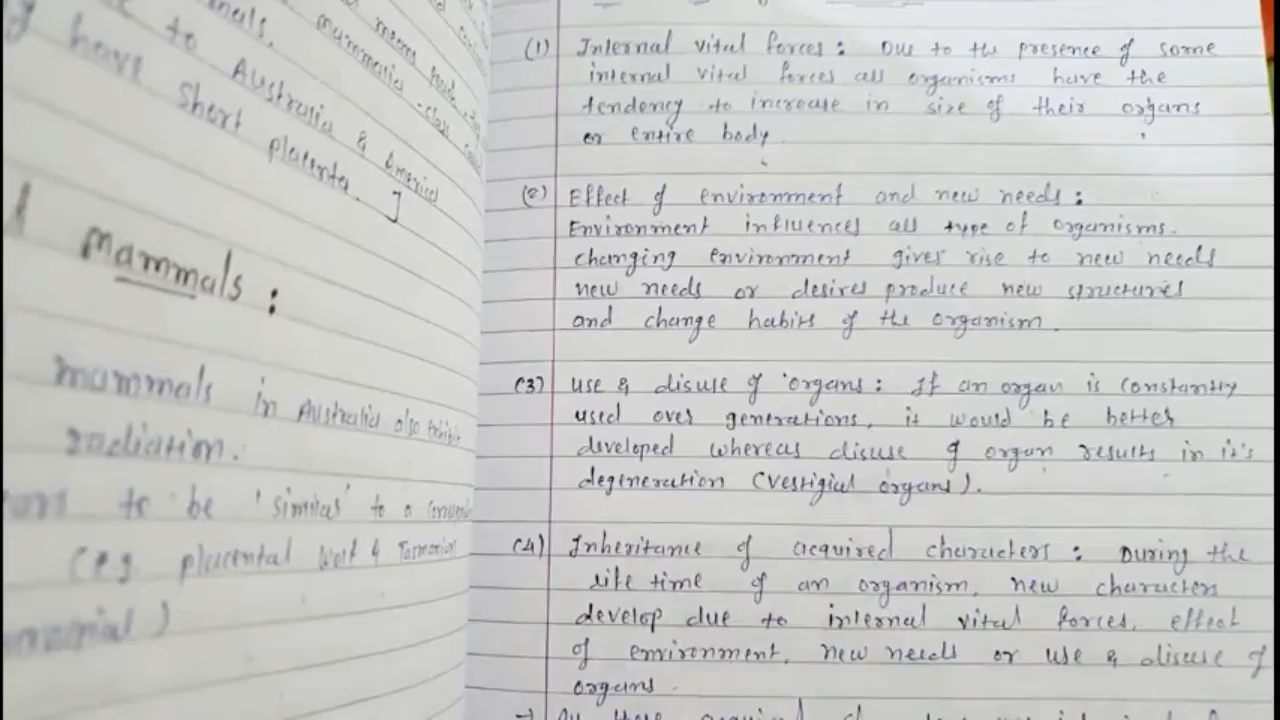 to Australia & America
have short placenta. ]
mammals :
mammals in Australia also exhibit
radiation.
to be 'similar' to a
(eg. placental wolf & Tasmanian
(1) Internal vital forces : Due to the presence of some
internal vital forces all organisms have the
tendency to increase in size of their organs
or entire body.
(2) Effect of environment and new needs :
Environment influences all type of organisms.
changing environment gives rise to new needs
new needs or desires produce new structures
and change habits of the organism.
(3) use & disuse of organs : If an organ is constantly
used over generations, it would be better
developed whereas disuse of organ results in it's
degeneration (vestigial organs).
(4) Inheritance of acquired characters : During the
life time of an organism, new characters
develop due to internal vital forces, effect
of environment, new needs or use & disuse of
organs.